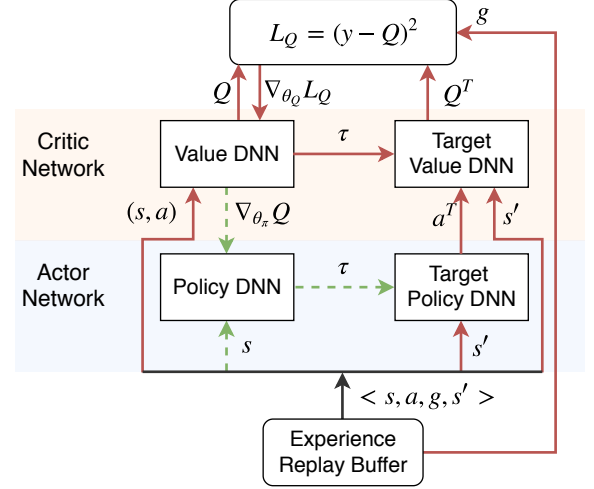 g
L_Q = (y − Q)^2
Q
∇_{θ_Q} L_Q
Q^T
Critic
Network
Value DNN
τ
Target
Value DNN
(s, a)
∇_{θ_π} Q
a^T
s′
Actor
Network
Policy DNN
τ
Target
Policy DNN
s
s′
< s, a, g, s′ >
Experience
Replay Buffer